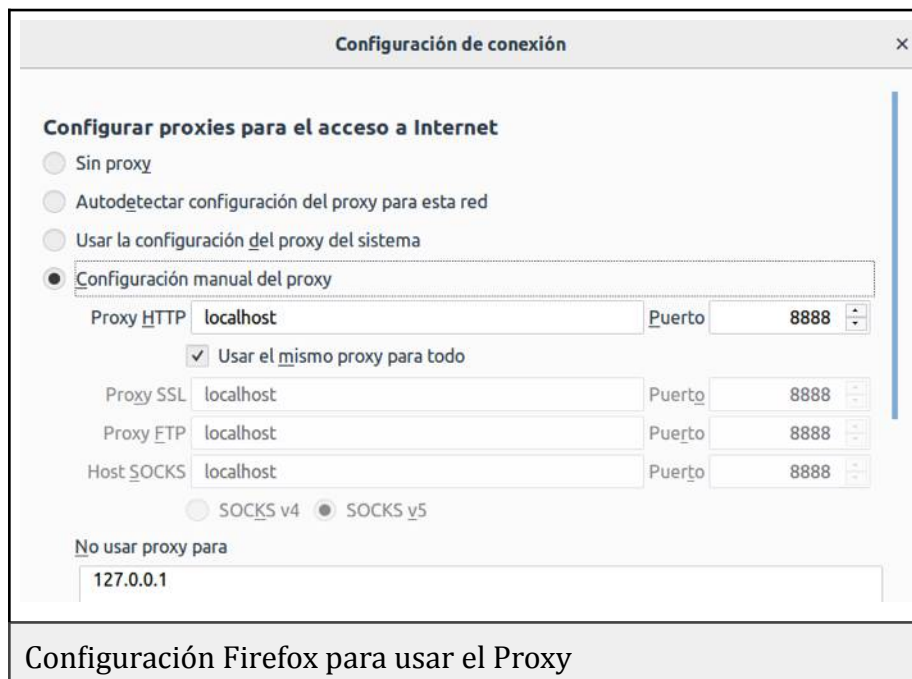 Configuración de conexión ×
Configurar proxies para el acceso a Internet
Sin proxy
Autodetectar configuración del proxy para esta red
Usar la configuración del proxy del sistema
Configuración manual del proxy
Proxy HTTP localhost Puerto 8888
Usar el mismo proxy para todo
Proxy SSL localhost Puerto 8888
Proxy FTP localhost Puerto 8888
Host SOCKS localhost Puerto 8888
SOCKS v4 SOCKS v5
No usar proxy para
127.0.0.1
Configuración Firefox para usar el Proxy